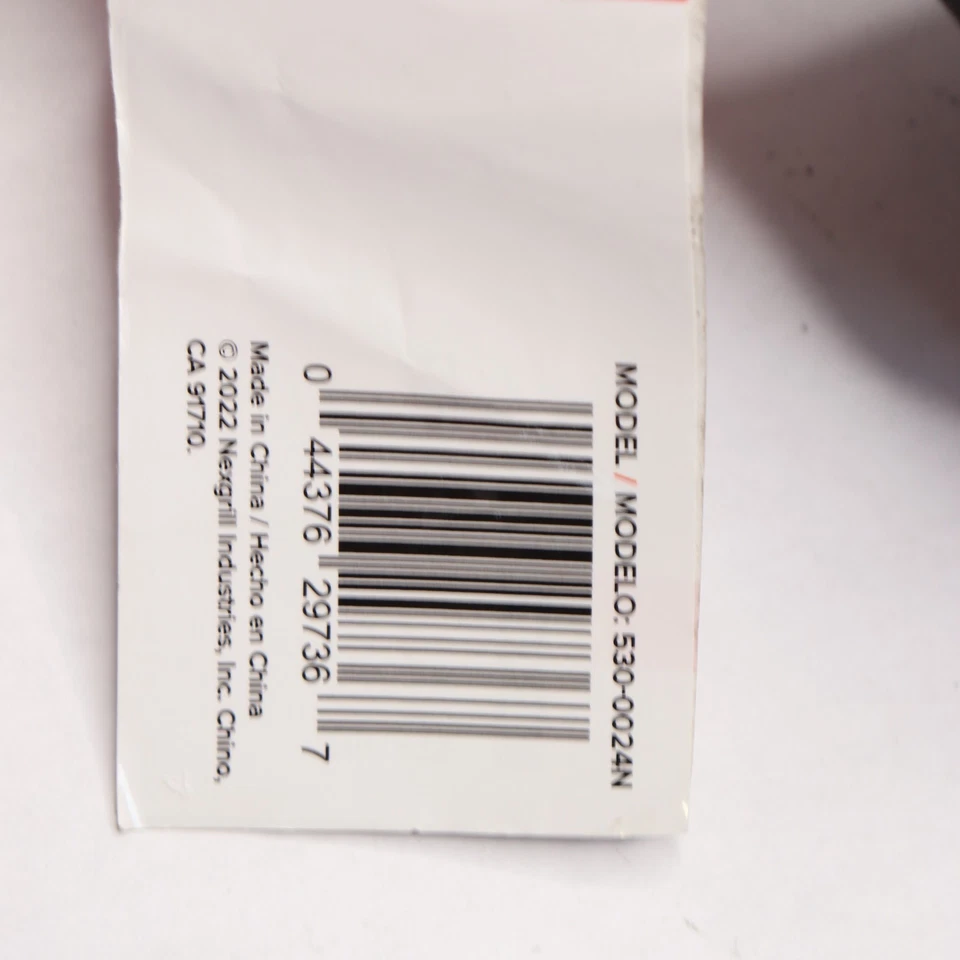 MODEL / MODELO: 530-0024N
0 44376 29736 7
Made in China / Hecho en China
© 2022 Nexgrill Industries, Inc. Chino,
CA 91710.